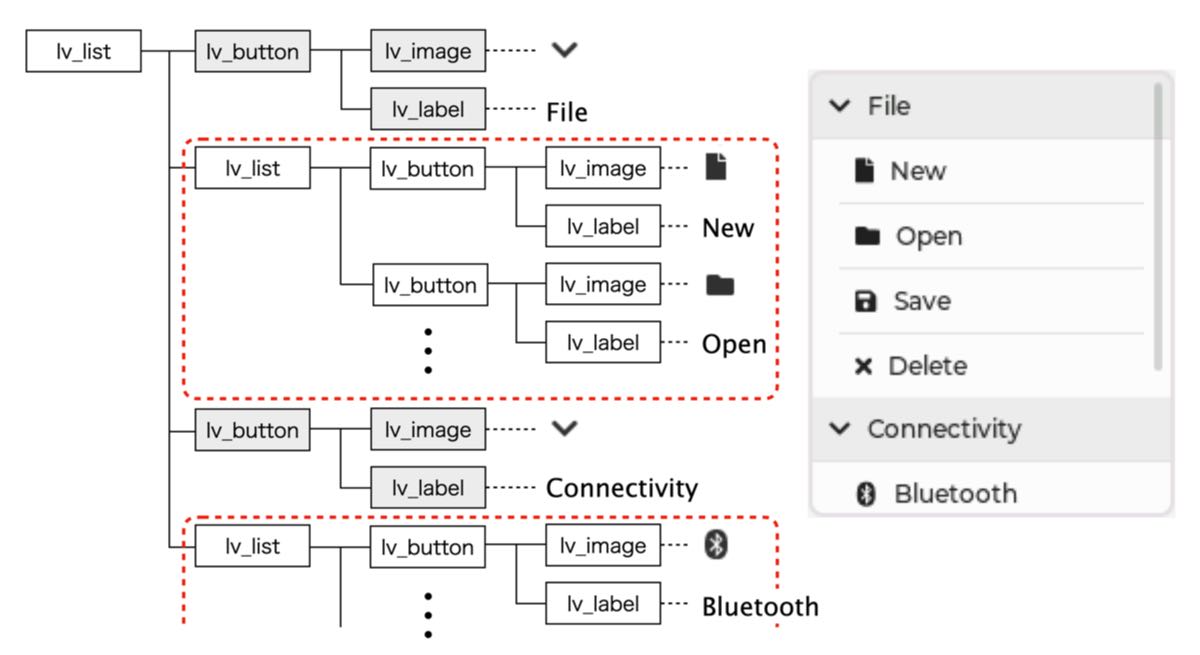 lv_list
lv_button
lv_image
lv_label
File
lv_list
lv_button
lv_image
lv_label
New
lv_button
lv_image
lv_label
Open
lv_button
lv_image
lv_label
Connectivity
lv_list
lv_button
lv_image
lv_label
Bluetooth
File
New
Open
Save
Delete
Connectivity
Bluetooth